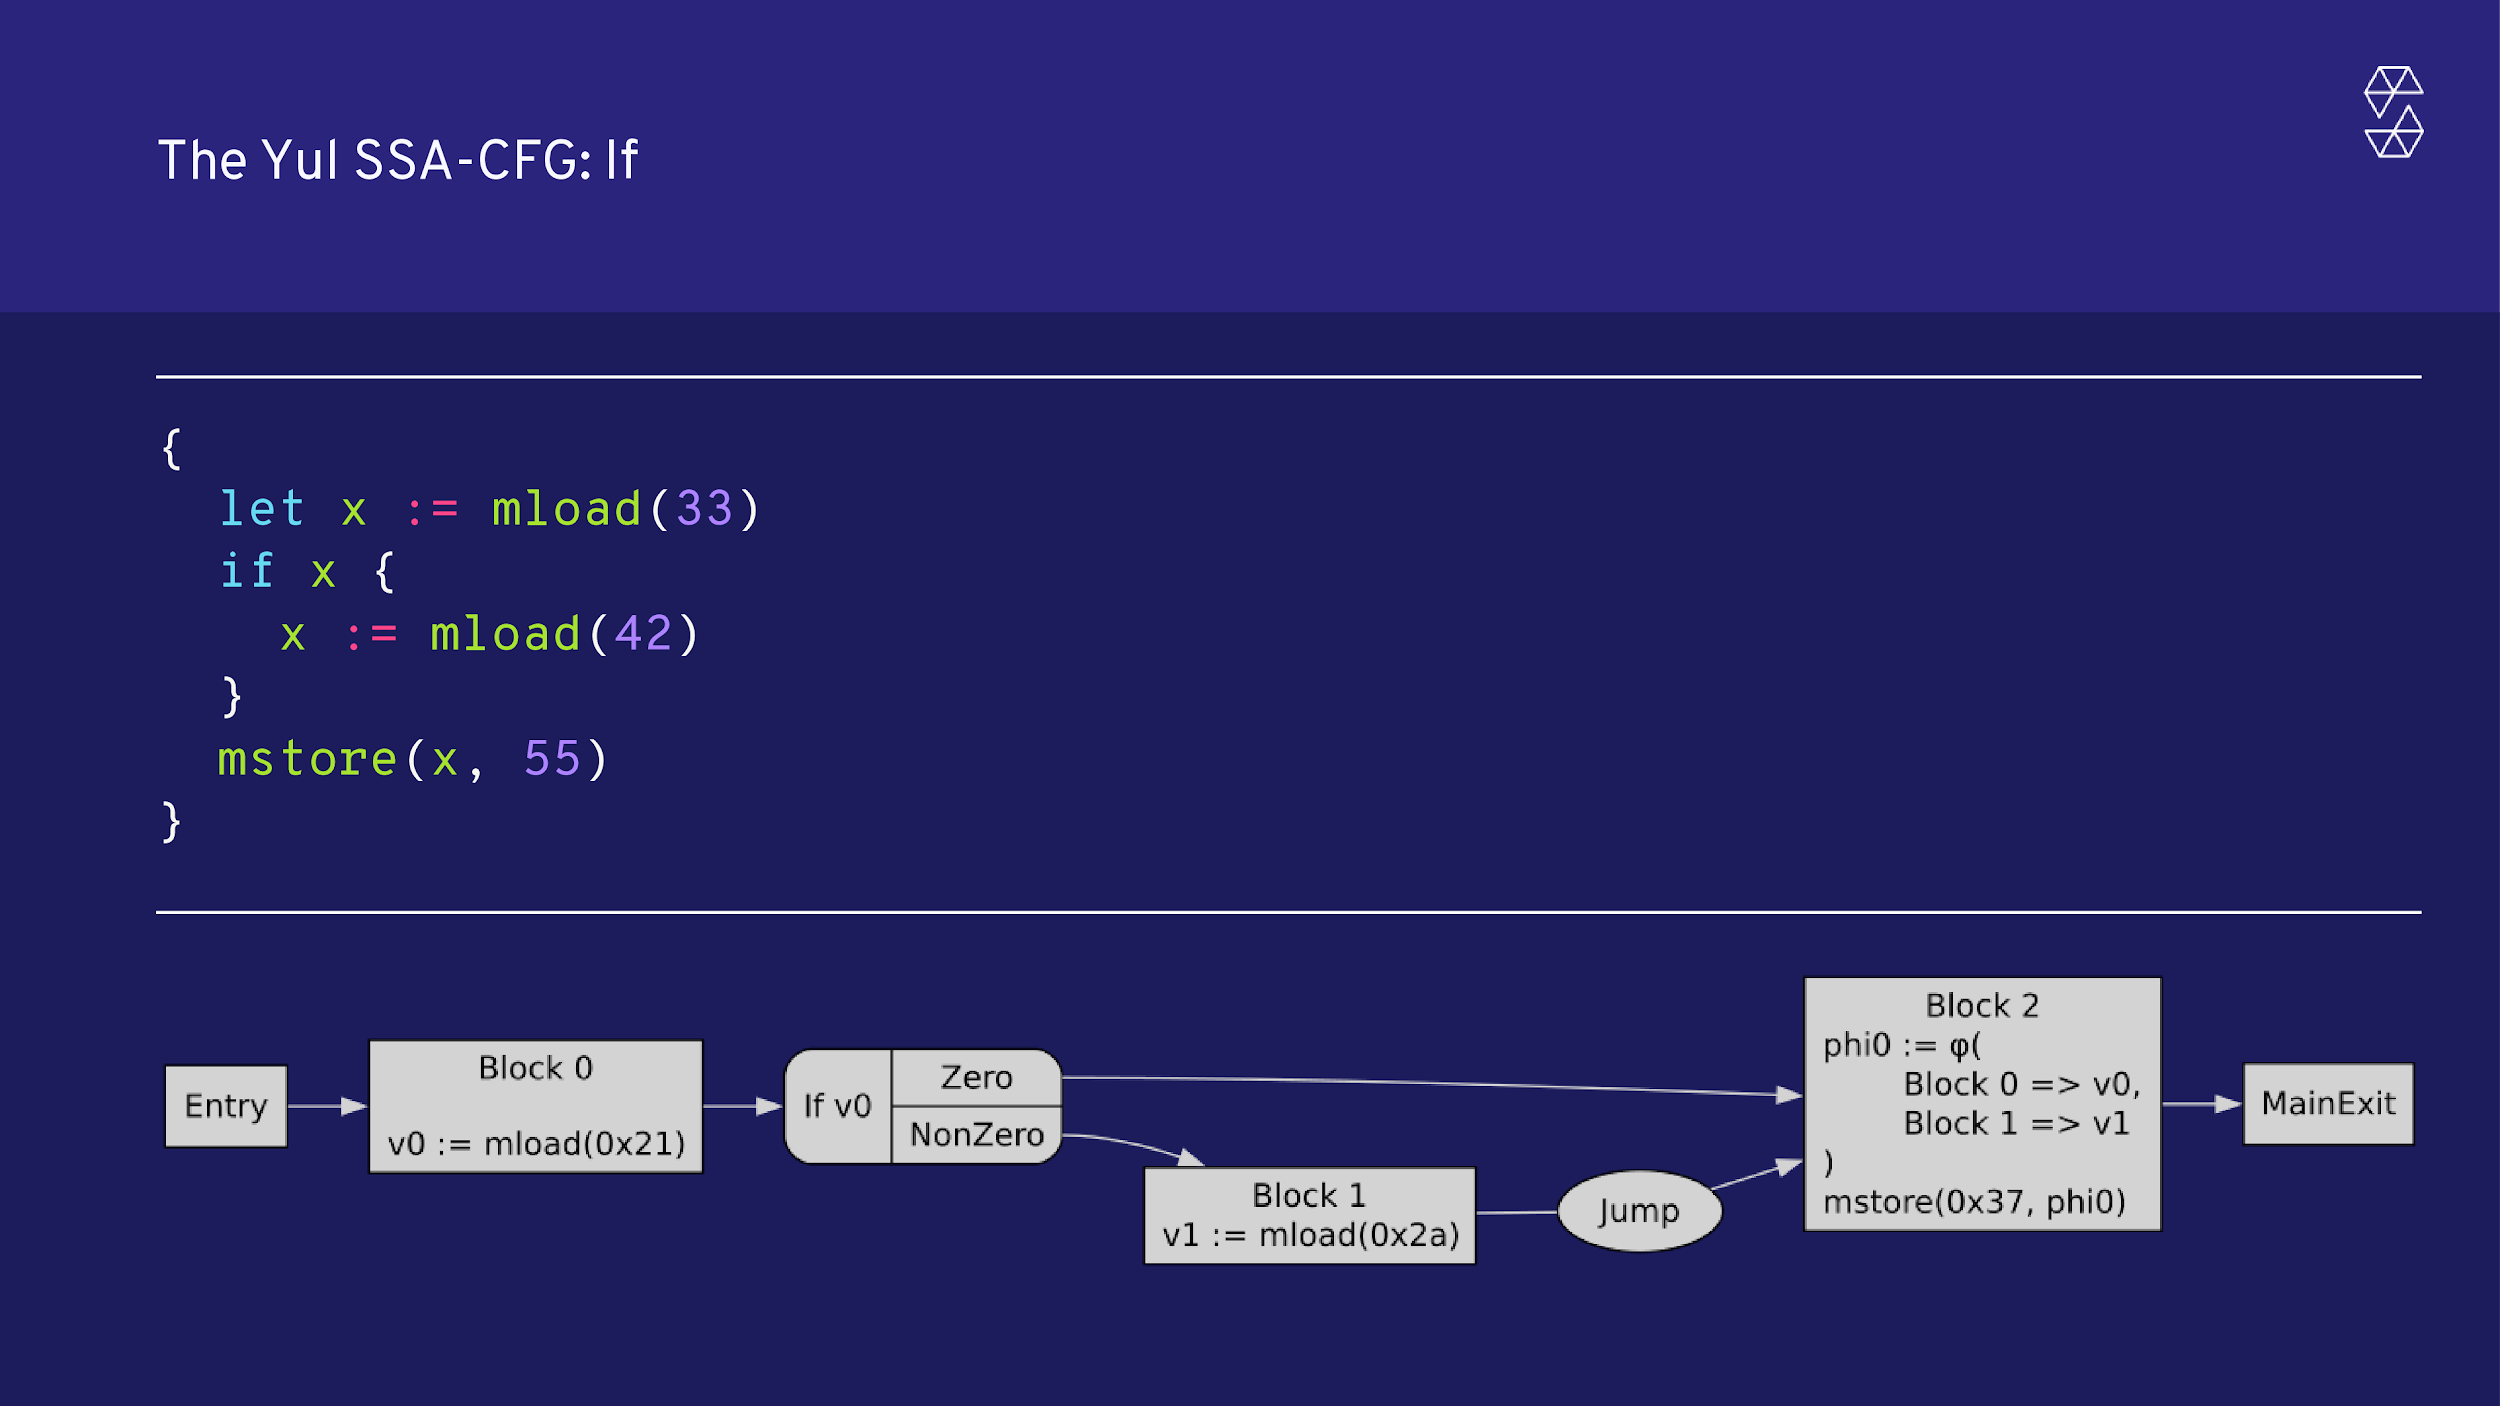 The Yul SSA-CFG: If
{
let x := mload(33)
if x {
x := mload(42)
}
mstore(x, 55)
}
Entry
Block 0
v0 := mload(0x21)
If v0
Zero
NonZero
Block 1
v1 := mload(0x2a)
Jump
Block 2
phi0 := φ(
Block 0 => v0,
Block 1 => v1
)
mstore(0x37, phi0)
MainExit